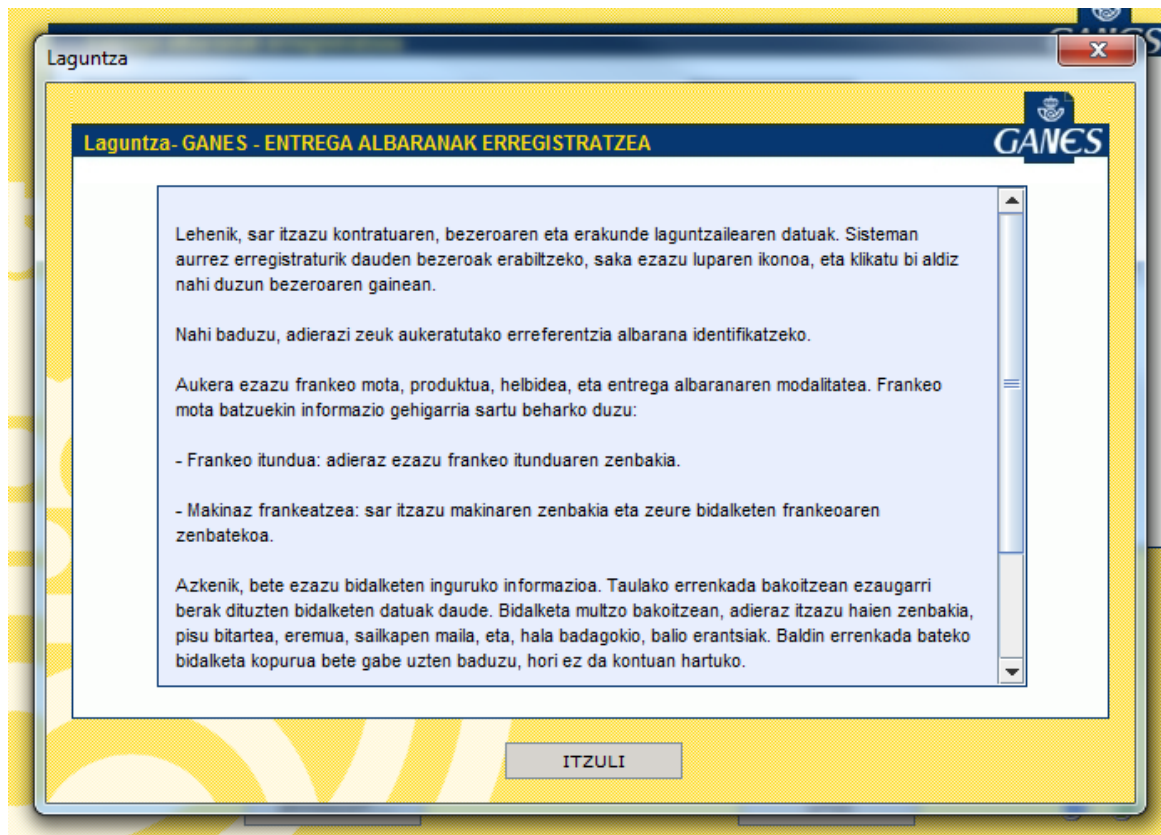 Laguntza
Laguntza- GANES - ENTREGA ALBARANAK ERREGISTRATZEA
GANES
Lehenik, sar itzazu kontratuaren, bezeroaren eta erakunde laguntzailearen datuak. Sisteman
aurrez erregistraturik dauden bezeroak erabiltzeko, saka ezazu luparen ikonoa, eta klikatu bi aldiz
nahi duzun bezeroaren gainean.
Nahi baduzu, adierazi zeuk aukeratutako erreferentzia albarana identifikatzeko.
Aukera ezazu frankeo mota, produktua, helbidea, eta entrega albaranaren modalitatea. Frankeo
mota batzuekin informazio gehigarria sartu beharko duzu:
- Frankeo itundua: adieraz ezazu frankeo itunduaren zenbakia.
- Makinaz frankeatzea: sar itzazu makinaren zenbakia eta zeure bidalketen frankeoaren
zenbatekoa.
Azkenik, bete ezazu bidalketen inguruko informazioa. Taulako errenkada bakoitzean ezaugarri
berak dituzten bidalketen datuak daude. Bidalketa multzo bakoitzean, adieraz itzazu haien zenbakia,
pisu bitartea, eremua, sailkapen maila, eta, hala badagokio, balio erantsiak. Baldin errenkada bateko
bidalketa kopurua bete gabe uzten baduzu, hori ez da kontuan hartuko.
ITZULI